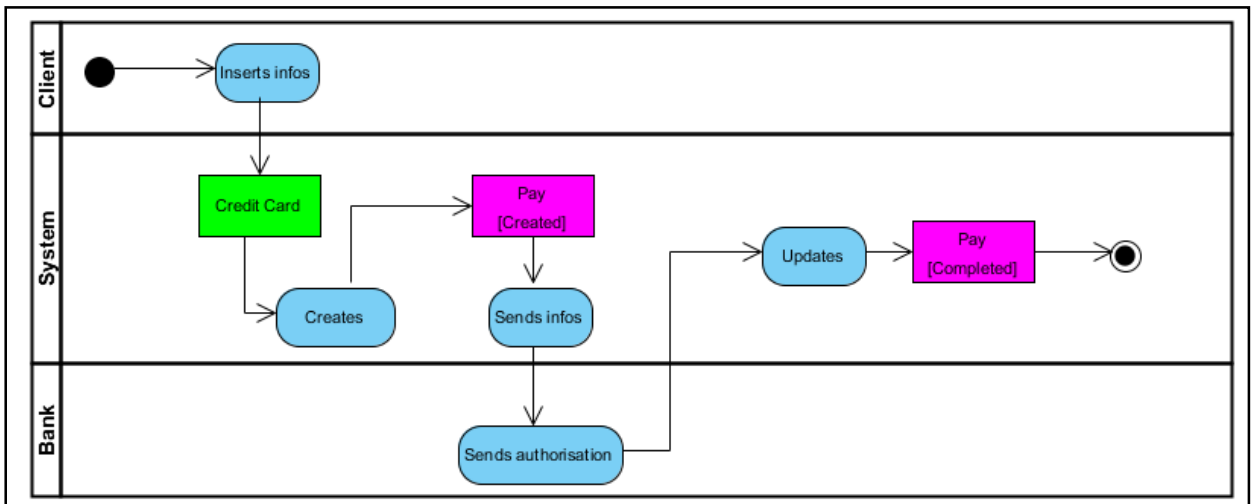 Client
Inserts infos
System
Credit Card
Creates
Pay
[Created]
Sends infos
Updates
Pay
[Completed]
Bank
Sends authorisation